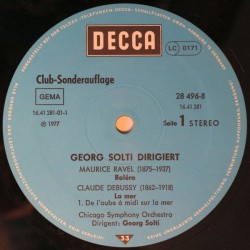 DECCA
LC 0171
Club-Sonderauflage
GEMA
28 496-8
16.41 281
16.41 281-01-1
Seite 1 STEREO
℗ 1977
GEORG SOLTI DIRIGIERT
MAURICE RAVEL (1875-1937)
Boléro
CLAUDE DEBUSSY (1862-1918)
La mer
1. De l'aube à midi sur la mer
Chicago Symphony Orchestra
Dirigent: Georg Solti
33